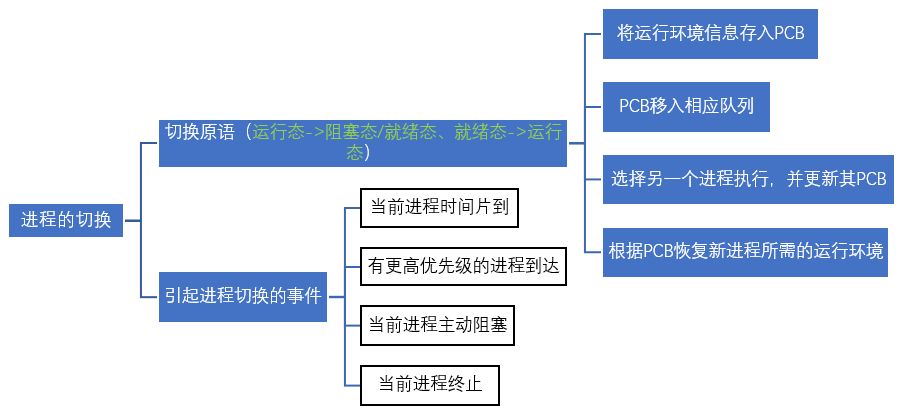 进程的切换
切换原语（运行态->阻塞态/就绪态、就绪态->运行
态）
将运行环境信息存入PCB
PCB移入相应队列
选择另一个进程执行，并更新其PCB
根据PCB恢复新进程所需的运行环境
引起进程切换的事件
当前进程时间片到
有更高优先级的进程到达
当前进程主动阻塞
当前进程终止